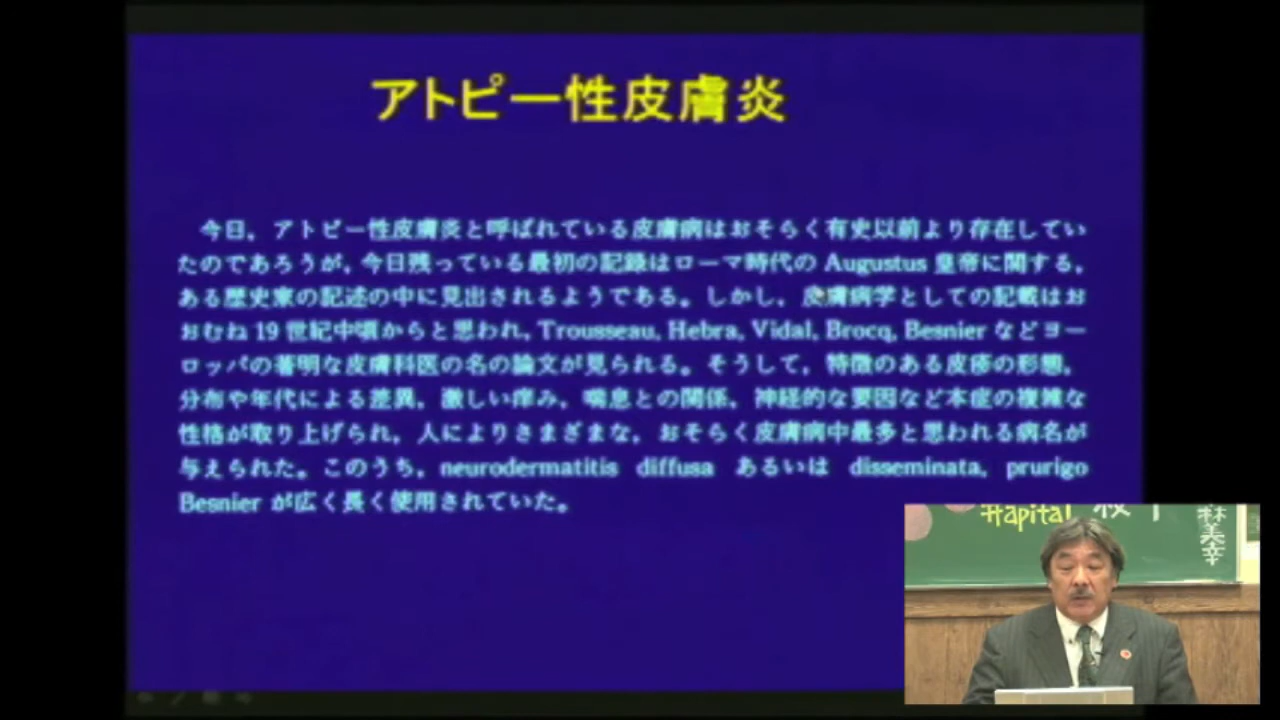 アトピー性皮膚炎
今日，アトピー性皮膚炎と呼ばれている皮膚病はおそらく有史以前より存在してい
たのであろうが，今日残っている最初の記録はローマ時代の Augustus 皇帝に関する，
ある歴史家の記述の中に見出されるようである。しかし，皮膚病学としての記載はお
おむね 19 世紀中頃からと思われ，Trousseau, Hebra, Vidal, Brocq, Besnier などヨー
ロッパの著明な皮膚科医の名の論文が見られる。そうして，特徴のある皮疹の形態，
分布や年代による差異，激しい痒み，喘息との関係，神経的な要因など本症の複雑な
性格が取り上げられ，人によりさまざまな，おそらく皮膚病中最多と思われる病名が
与えられた。このうち，neurodermatitis diffusa あるいは disseminata, prurigo
Besnier が広く長く使用されていた。
林美幸